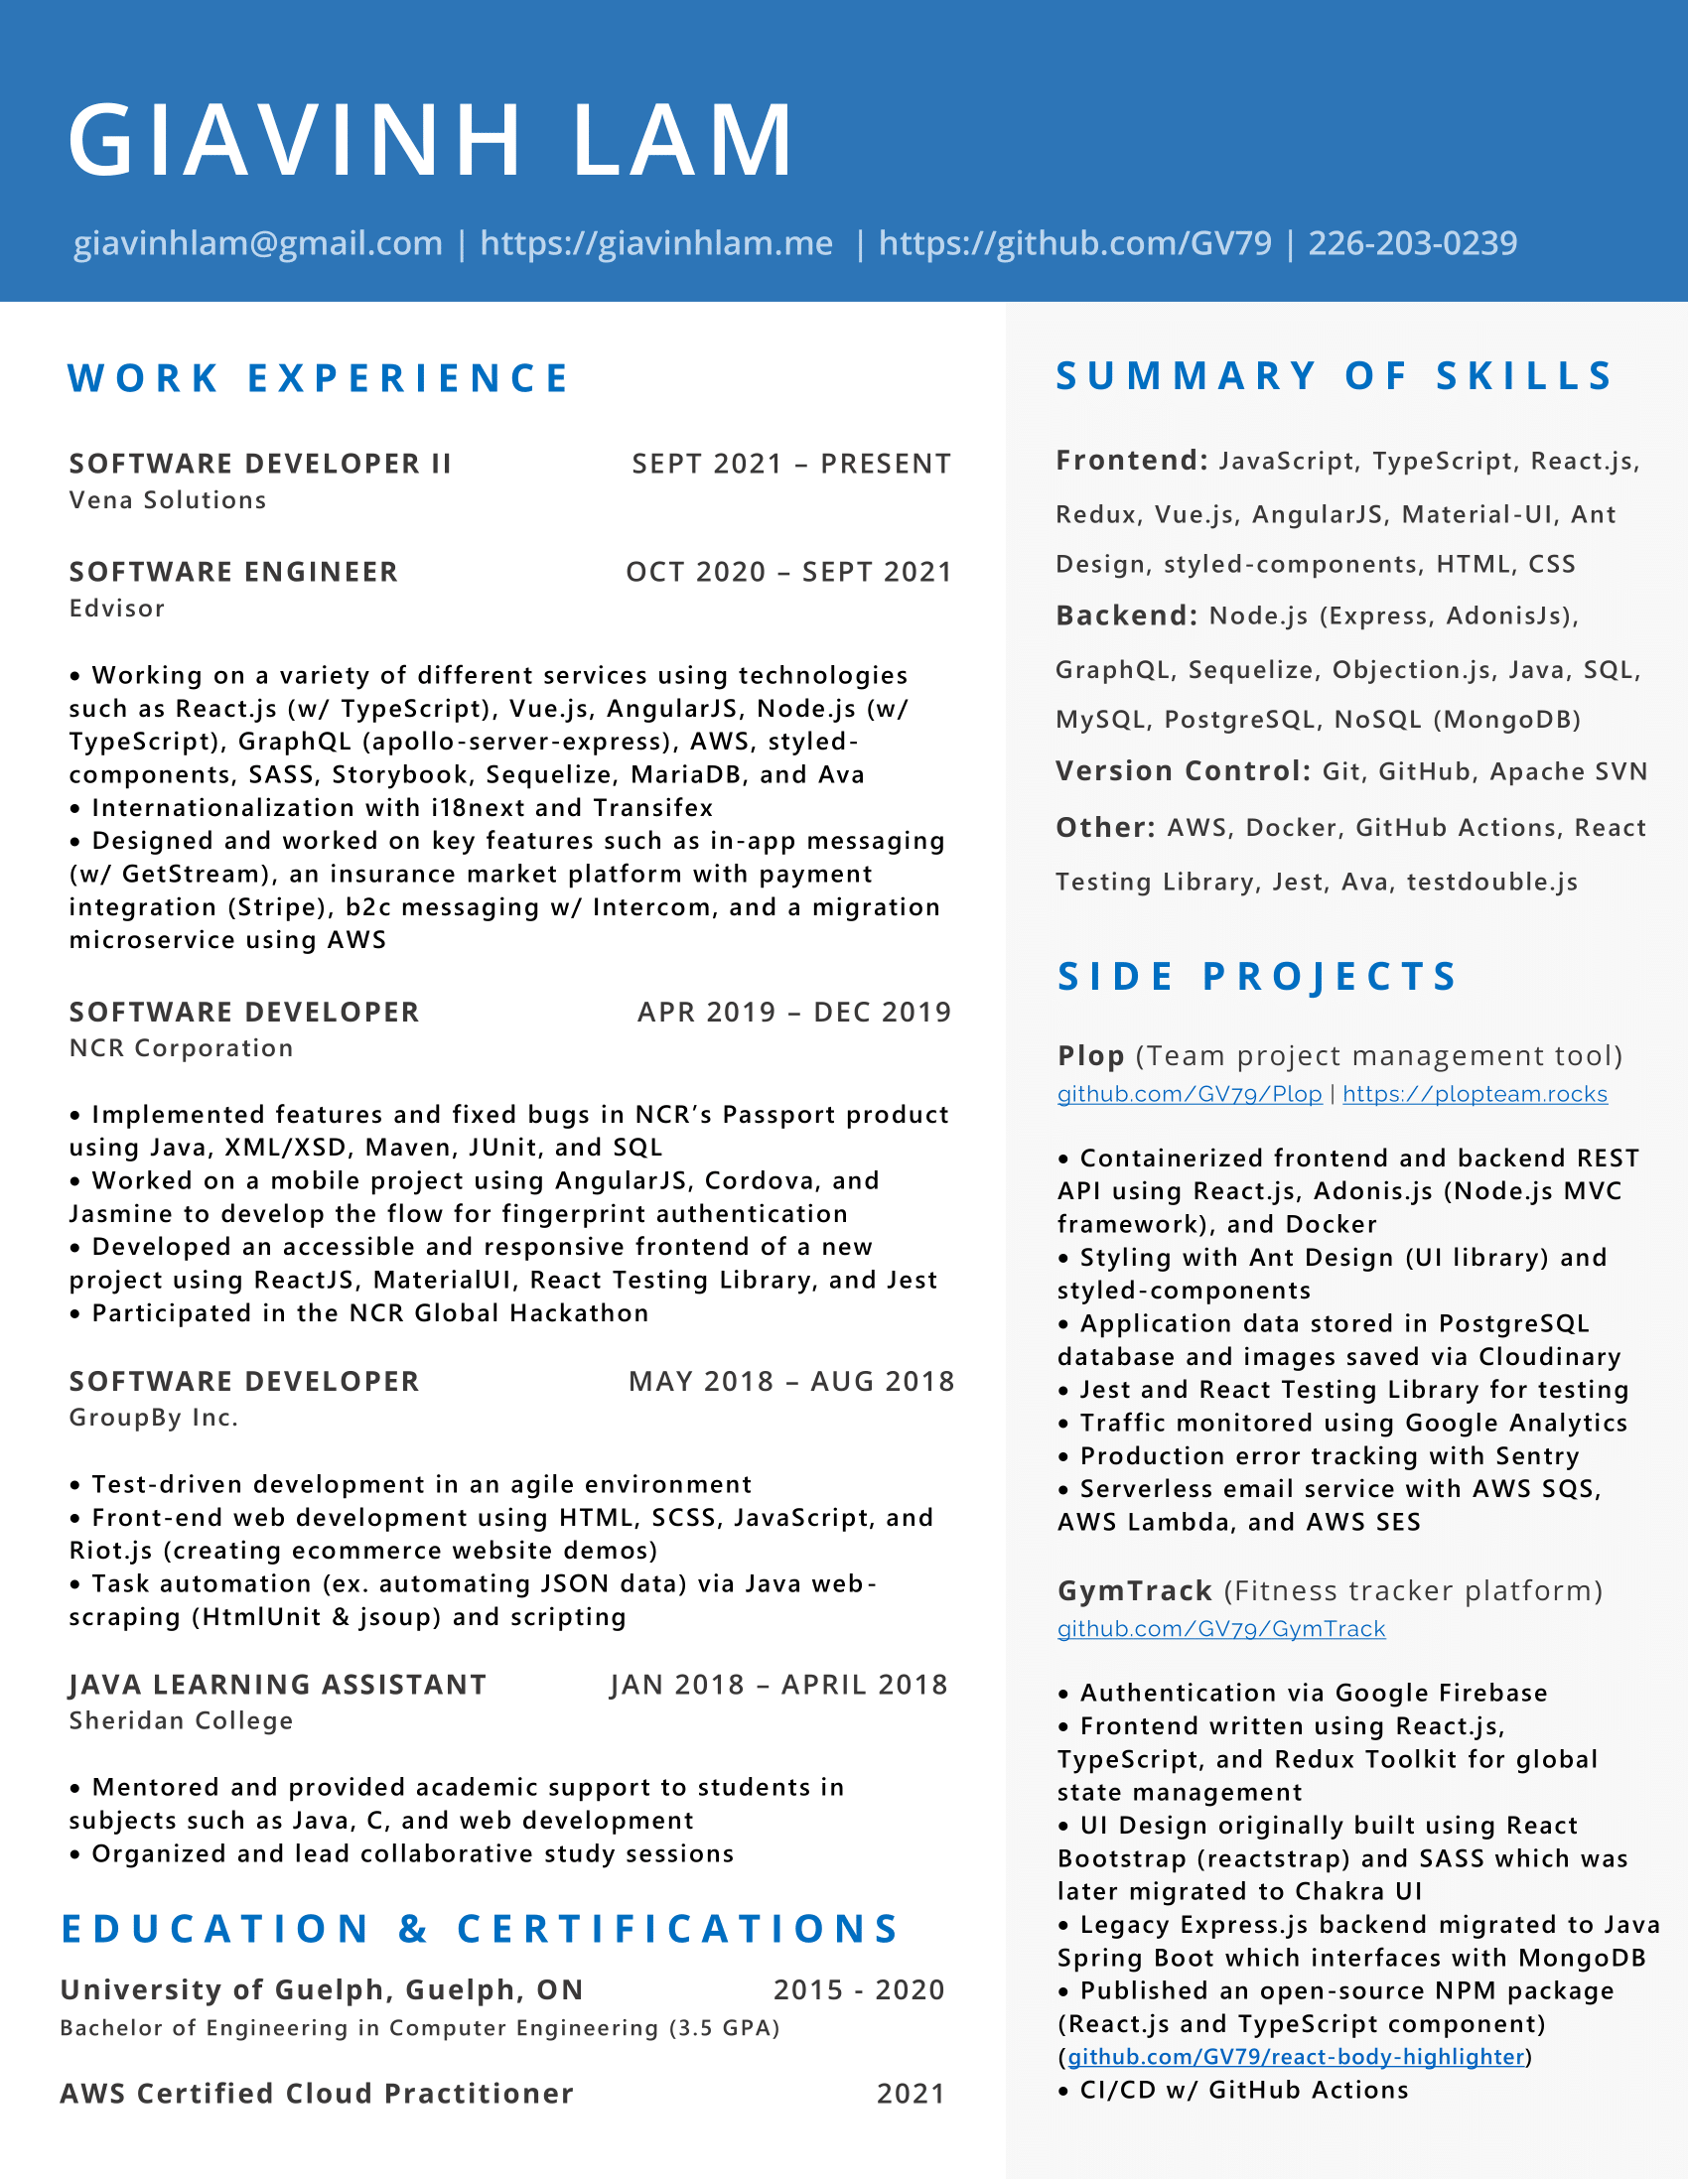 GIAVINH LAM
giavinhlam@gmail.com | https://giavinhlam.me | https://github.com/GV79 | 226-203-0239
WORK EXPERIENCE
SOFTWARE DEVELOPER II SEPT 2021 – PRESENT
Vena Solutions
SOFTWARE ENGINEER OCT 2020 – SEPT 2021
Edvisor
• Working on a variety of different services using technologies
such as React.js (w/ TypeScript), Vue.js, AngularJS, Node.js (w/
TypeScript), GraphQL (apollo-server-express), AWS, styled-
components, SASS, Storybook, Sequelize, MariaDB, and Ava
• Internationalization with i18next and Transifex
• Designed and worked on key features such as in-app messaging
(w/ GetStream), an insurance market platform with payment
integration (Stripe), b2c messaging w/ Intercom, and a migration
microservice using AWS
SOFTWARE DEVELOPER APR 2019 – DEC 2019
NCR Corporation
• Implemented features and fixed bugs in NCR’s Passport product
using Java, XML/XSD, Maven, JUnit, and SQL
• Worked on a mobile project using AngularJS, Cordova, and
Jasmine to develop the flow for fingerprint authentication
• Developed an accessible and responsive frontend of a new
project using ReactJS, MaterialUI, React Testing Library, and Jest
• Participated in the NCR Global Hackathon
SOFTWARE DEVELOPER MAY 2018 – AUG 2018
GroupBy Inc.
• Test-driven development in an agile environment
• Front-end web development using HTML, SCSS, JavaScript, and
Riot.js (creating ecommerce website demos)
• Task automation (ex. automating JSON data) via Java web-
scraping (HtmlUnit & jsoup) and scripting
JAVA LEARNING ASSISTANT JAN 2018 – APRIL 2018
Sheridan College
• Mentored and provided academic support to students in
subjects such as Java, C, and web development
• Organized and lead collaborative study sessions
EDUCATION & CERTIFICATIONS
University of Guelph, Guelph, ON 2015 - 2020
Bachelor of Engineering in Computer Engineering (3.5 GPA)
AWS Certified Cloud Practitioner 2021
SUMMARY OF SKILLS
Frontend: JavaScript, TypeScript, React.js,
Redux, Vue.js, AngularJS, Material-UI, Ant
Design, styled-components, HTML, CSS
Backend: Node.js (Express, AdonisJs),
GraphQL, Sequelize, Objection.js, Java, SQL,
MySQL, PostgreSQL, NoSQL (MongoDB)
Version Control: Git, GitHub, Apache SVN
Other: AWS, Docker, GitHub Actions, React
Testing Library, Jest, Ava, testdouble.js
SIDE PROJECTS
Plop (Team project management tool)
github.com/GV79/Plop | https://plopteam.rocks
• Containerized frontend and backend REST
API using React.js, Adonis.js (Node.js MVC
framework), and Docker
• Styling with Ant Design (UI library) and
styled-components
• Application data stored in PostgreSQL
database and images saved via Cloudinary
• Jest and React Testing Library for testing
• Traffic monitored using Google Analytics
• Production error tracking with Sentry
• Serverless email service with AWS SQS,
AWS Lambda, and AWS SES
GymTrack (Fitness tracker platform)
github.com/GV79/GymTrack
• Authentication via Google Firebase
• Frontend written using React.js,
TypeScript, and Redux Toolkit for global
state management
• UI Design originally built using React
Bootstrap (reactstrap) and SASS which was
later migrated to Chakra UI
• Legacy Express.js backend migrated to Java
Spring Boot which interfaces with MongoDB
• Published an open-source NPM package
(React.js and TypeScript component)
(github.com/GV79/react-body-highlighter)
• CI/CD w/ GitHub Actions